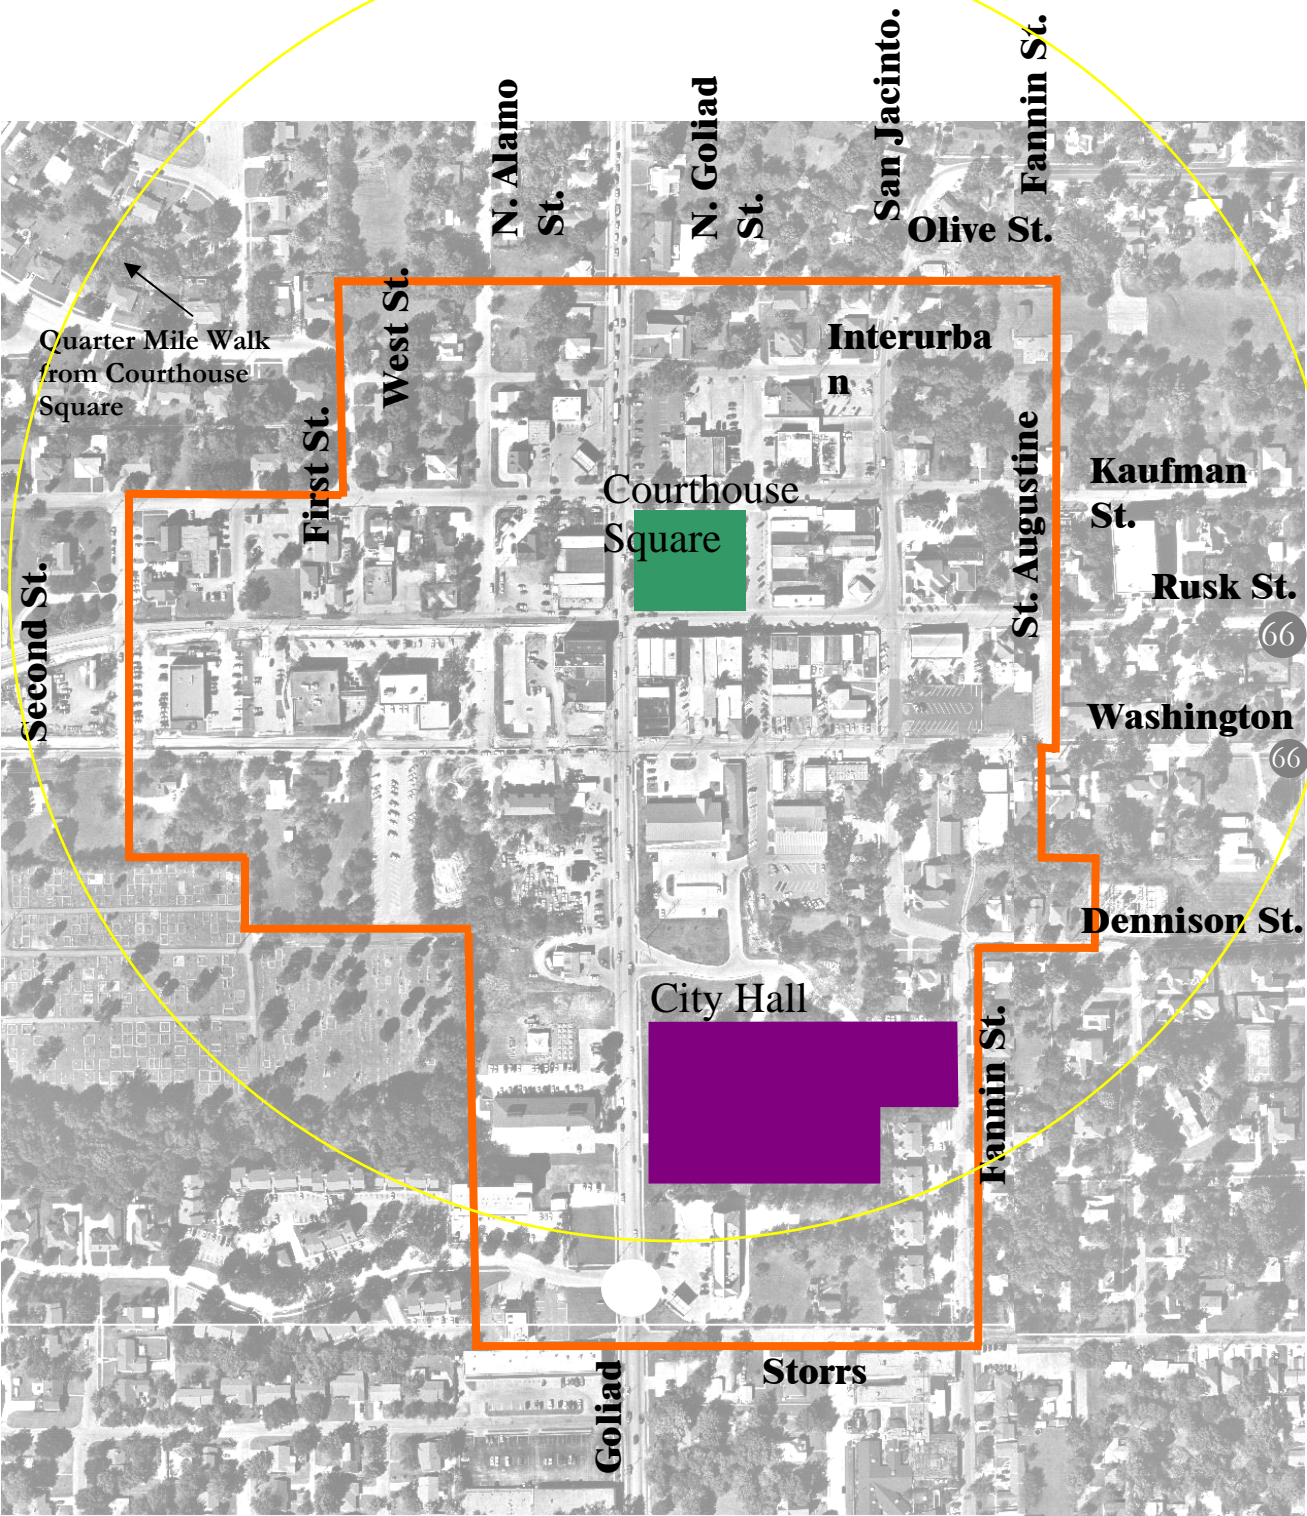 N. Alamo
St.
N. Goliad
St.
San Jacinto.
Fannin St.
Olive St.
West St.
Quarter Mile Walk
from Courthouse
Square
Interurba
n
First St.
St. Augustine
Kaufman
St.
Courthouse
Square
Rusk St.
66
Second St.
Washington
66
Dennison St.
City Hall
Fannin St.
Storrs
Goliad